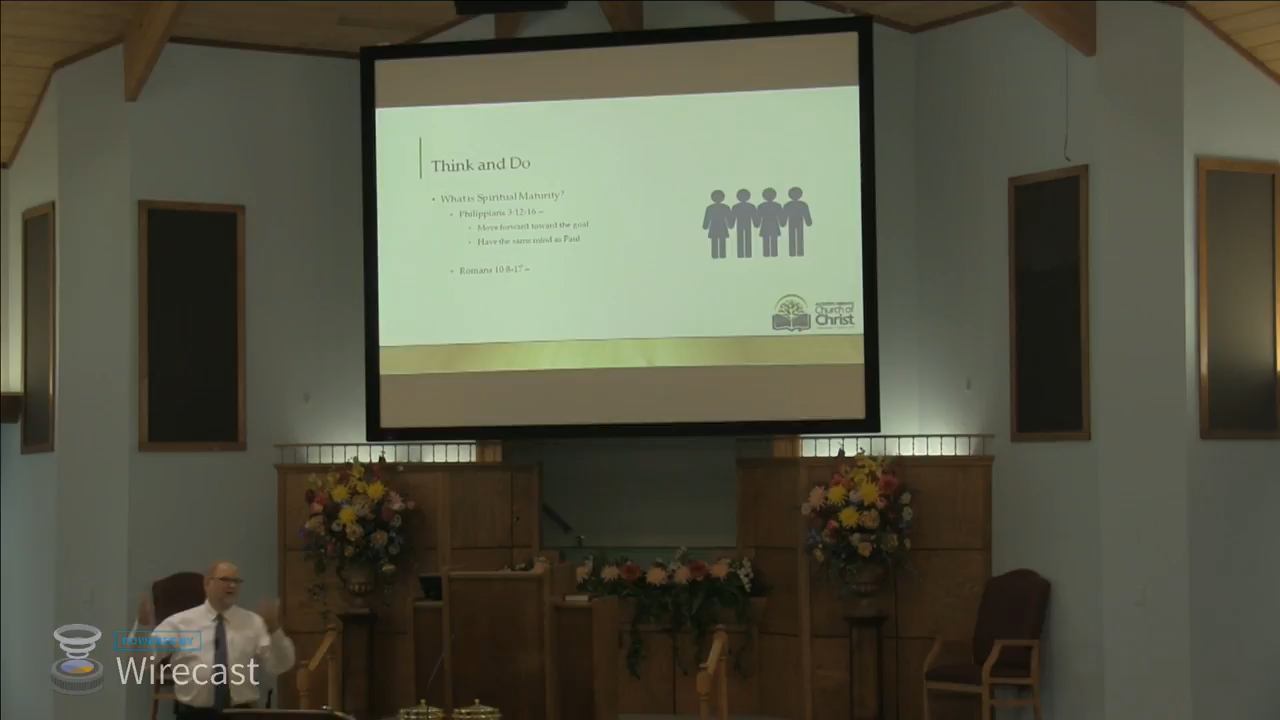 Think and Do
• What is Spiritual Maturity?
• Philippians 3:12-16 –
• Move forward toward the goal
• Have the same mind as Paul
• Romans 10:8-17 –
Church of
Christ
POWERED BY
Wirecast